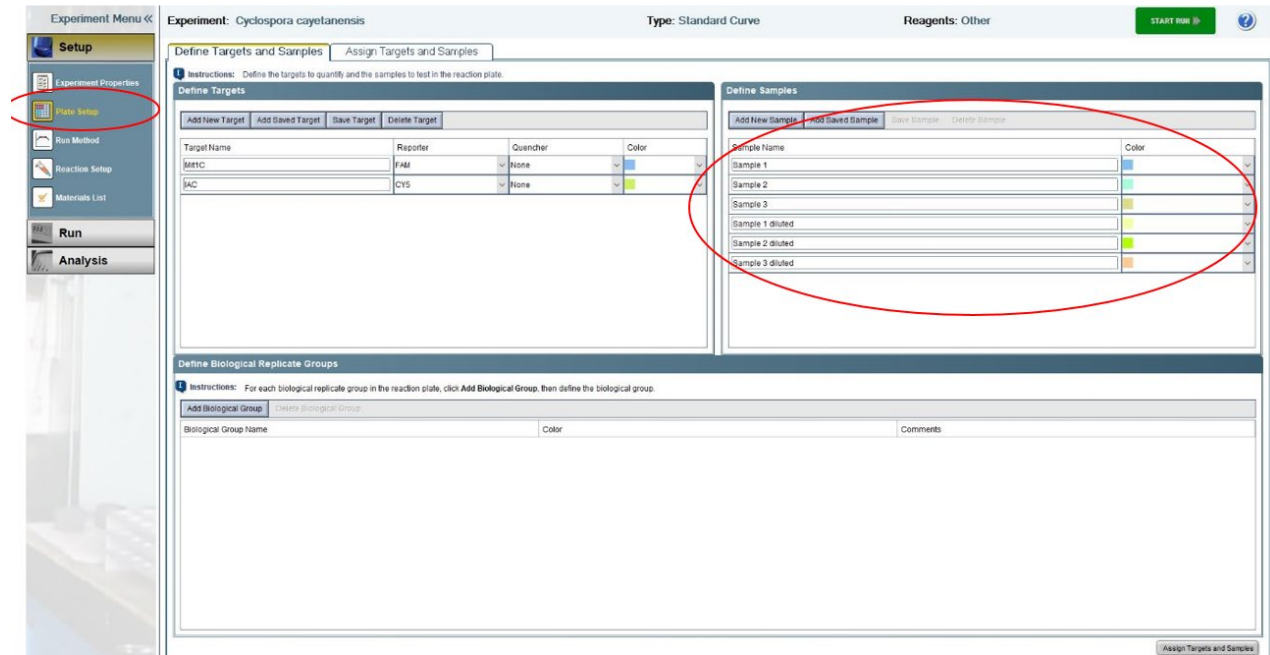 Experiment Menu «
Experiment: Cyclospora cayetanensis Type: Standard Curve Reagents: Other START RUN
Setup
Experiment Properties
Plate Setup
Run Method
Reaction Setup
Materials List
Run
Analysis
Define Targets and Samples Assign Targets and Samples
Instructions: Define the targets to quantify and the samples to test in the reaction plate.
Define Targets
Add New Target Add Saved Target Save Target Delete Target
Target Name Reporter Quencher Color
Mit1C FAM None
IAC CY5 None
Define Samples
Add New Sample Add Saved Sample Save Sample Delete Sample
Sample Name Color
Sample 1
Sample 2
Sample 3
Sample 1 diluted
Sample 2 diluted
Sample 3 diluted
Define Biological Replicate Groups
Instructions: For each biological replicate group in the reaction plate, click Add Biological Group, then define the biological group.
Add Biological Group Delete Biological Group
Biological Group Name Color Comments
Assign Targets and Samples